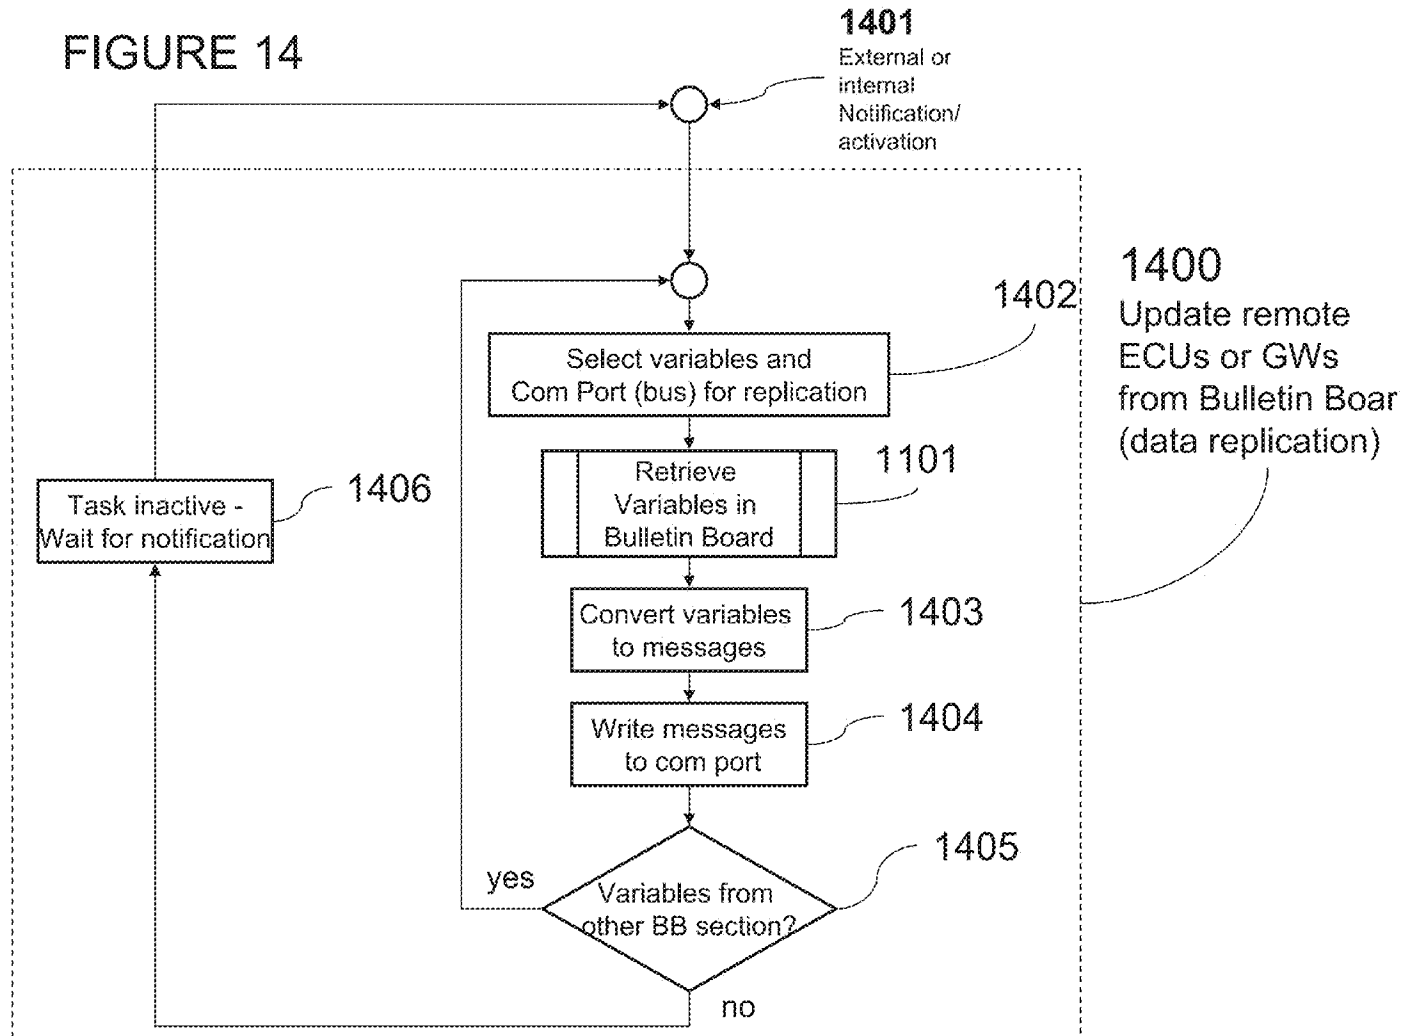 FIGURE 14
1401
External or
internal
Notification/
activation
1400
Update remote
ECUs or GWs
from Bulletin Boar
(data replication)
1402
Select variables and
Com Port (bus) for replication
1101
Retrieve
Variables in
Bulletin Board
1406
Task inactive -
Wait for notification
1403
Convert variables
to messages
1404
Write messages
to com port
1405
yes
Variables from
other BB section?
no